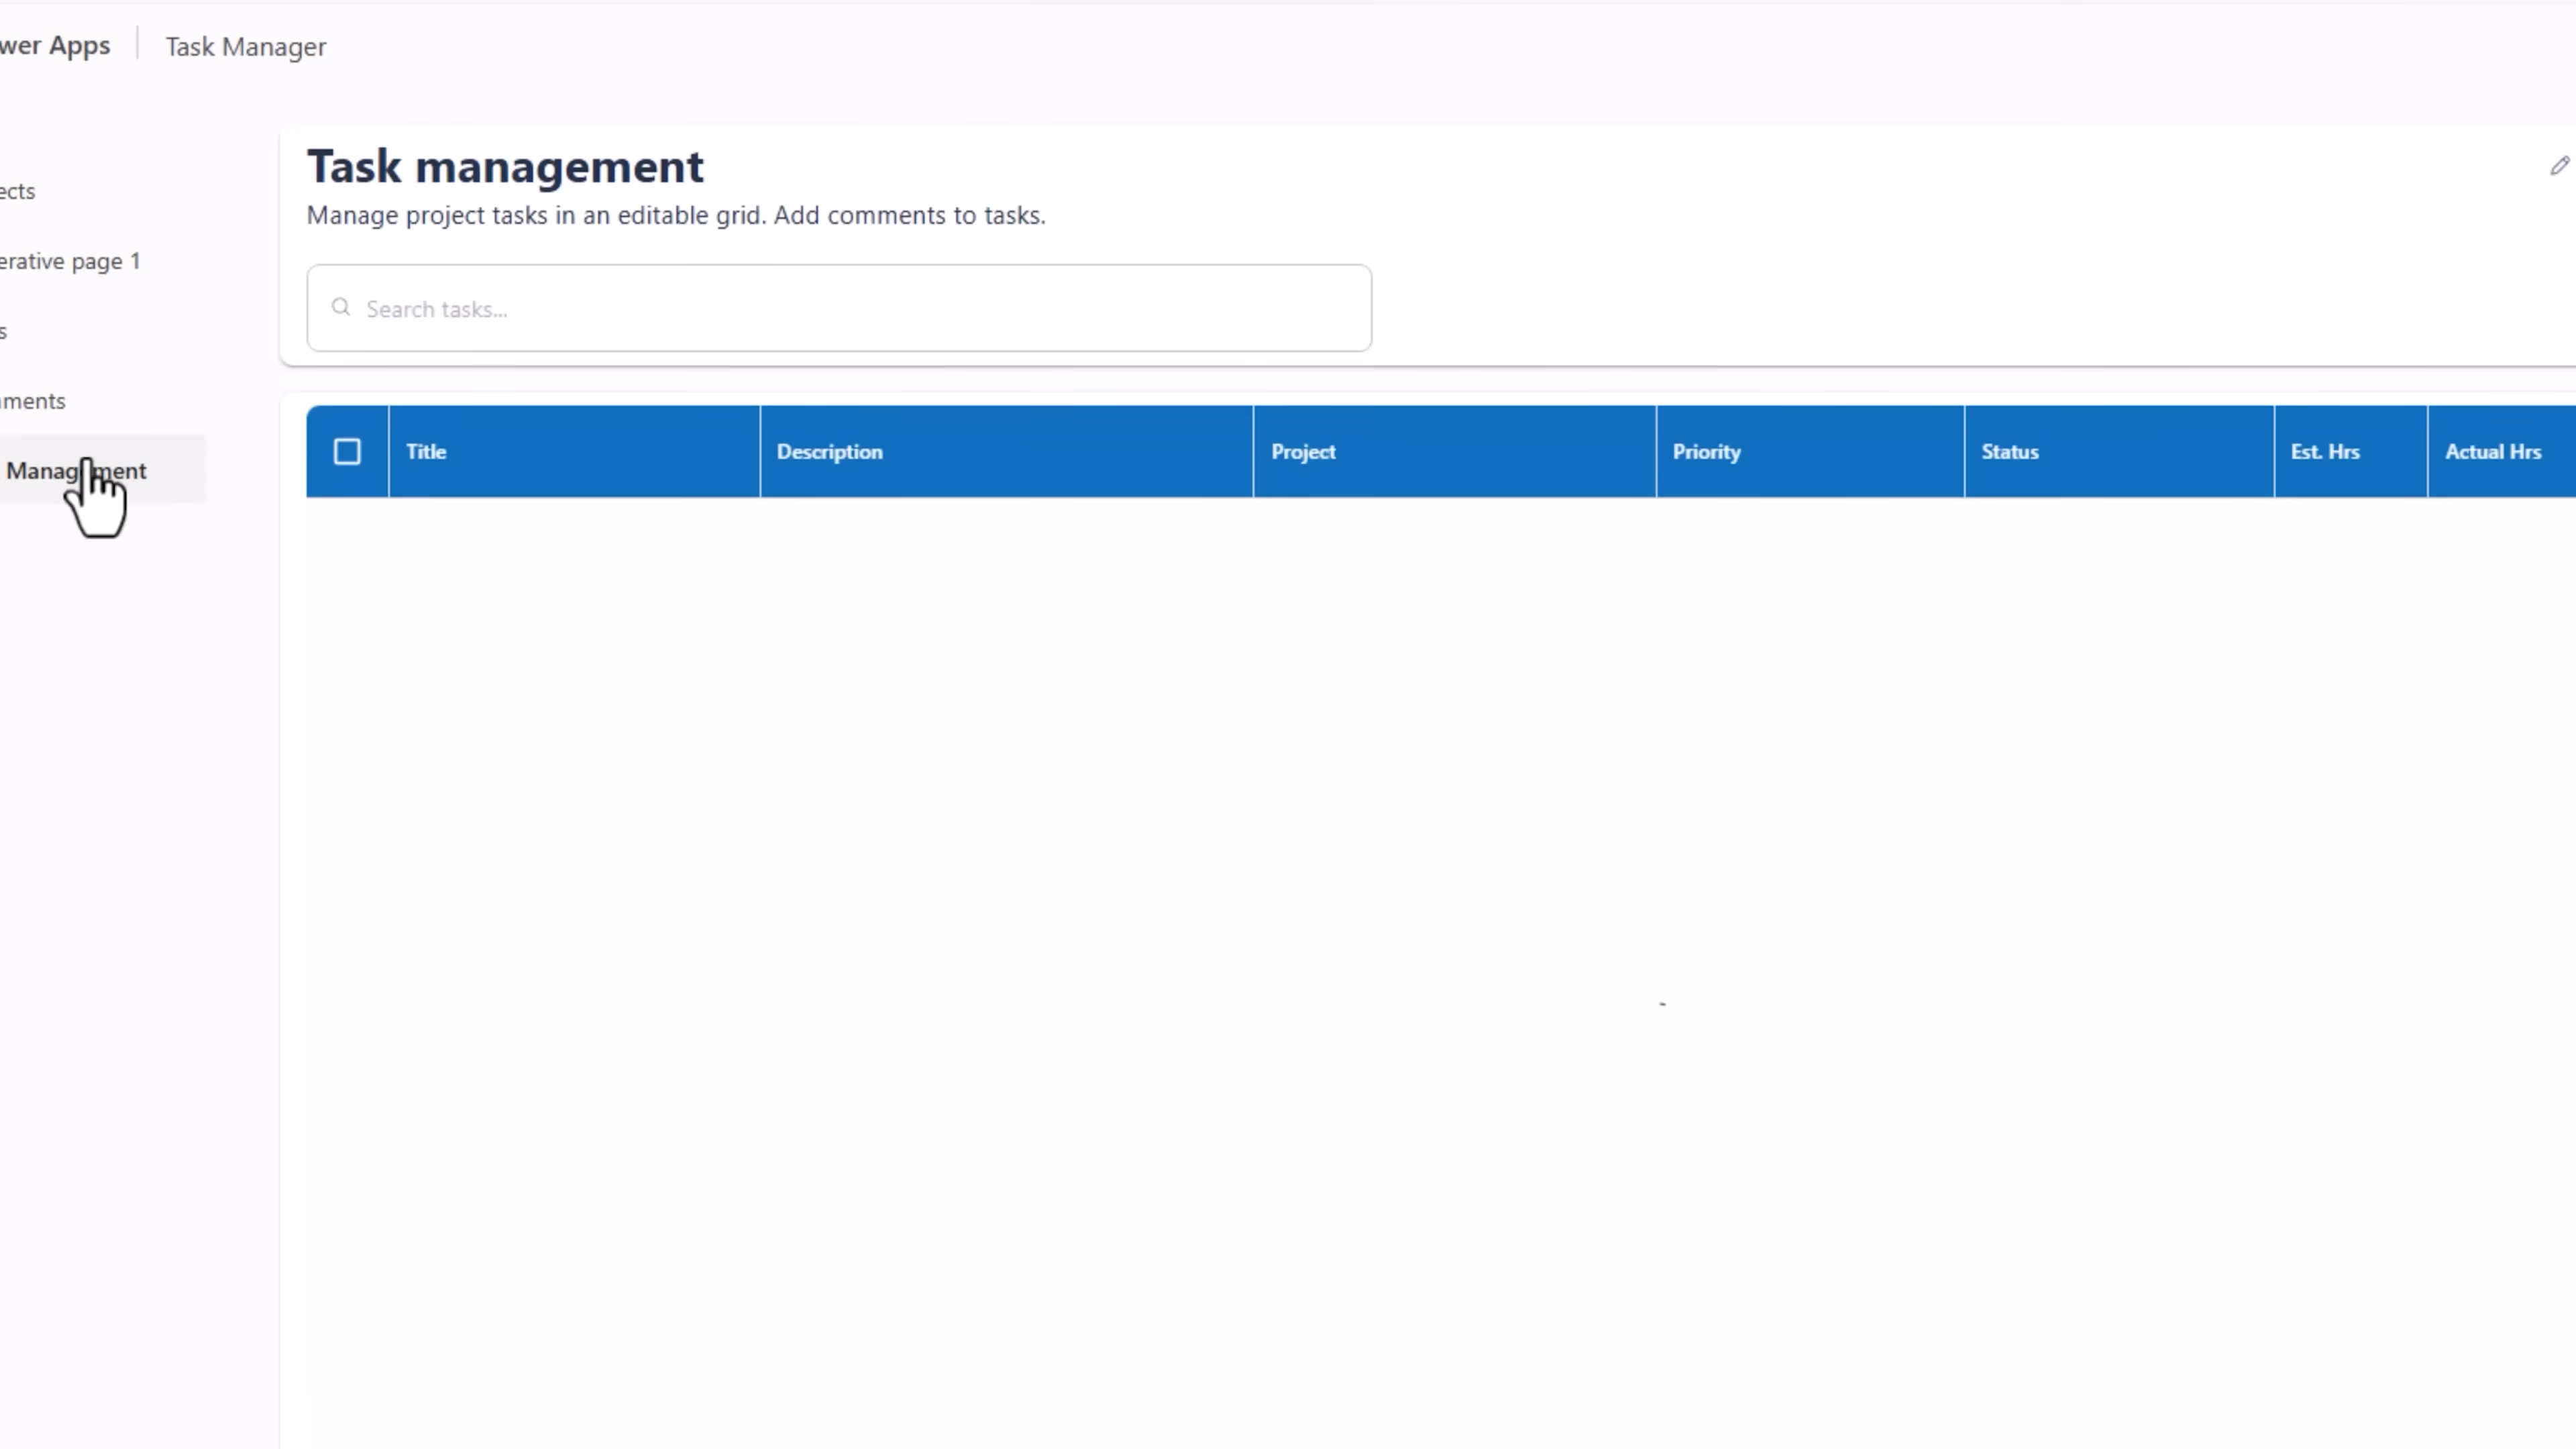 wer Apps
Task Manager
ects
erative page 1
s
ments
Management
Task management
Manage project tasks in an editable grid. Add comments to tasks.
Search tasks...
Title
Description
Project
Priority
Status
Est. Hrs
Actual Hrs